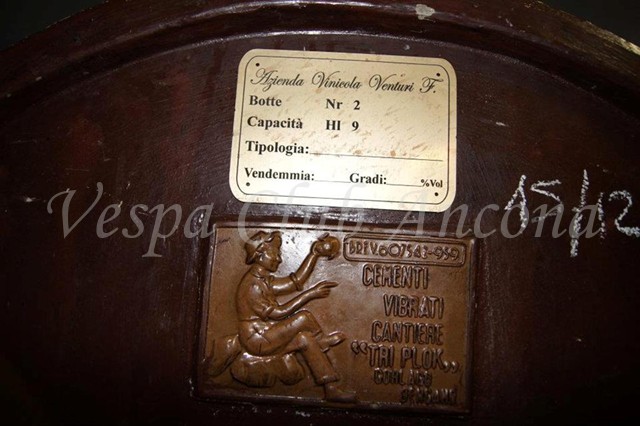 Azienda Vinicola Venturi F.
Botte Nr 2
Capacità Hl 9
Tipologia:
Vendemmia: Gradi: %Vol
15/12
Vespa Club Ancona
BREV. 607543-959
CEMENTI
VIBRATI
CANTIERE
"TRI PLOK"